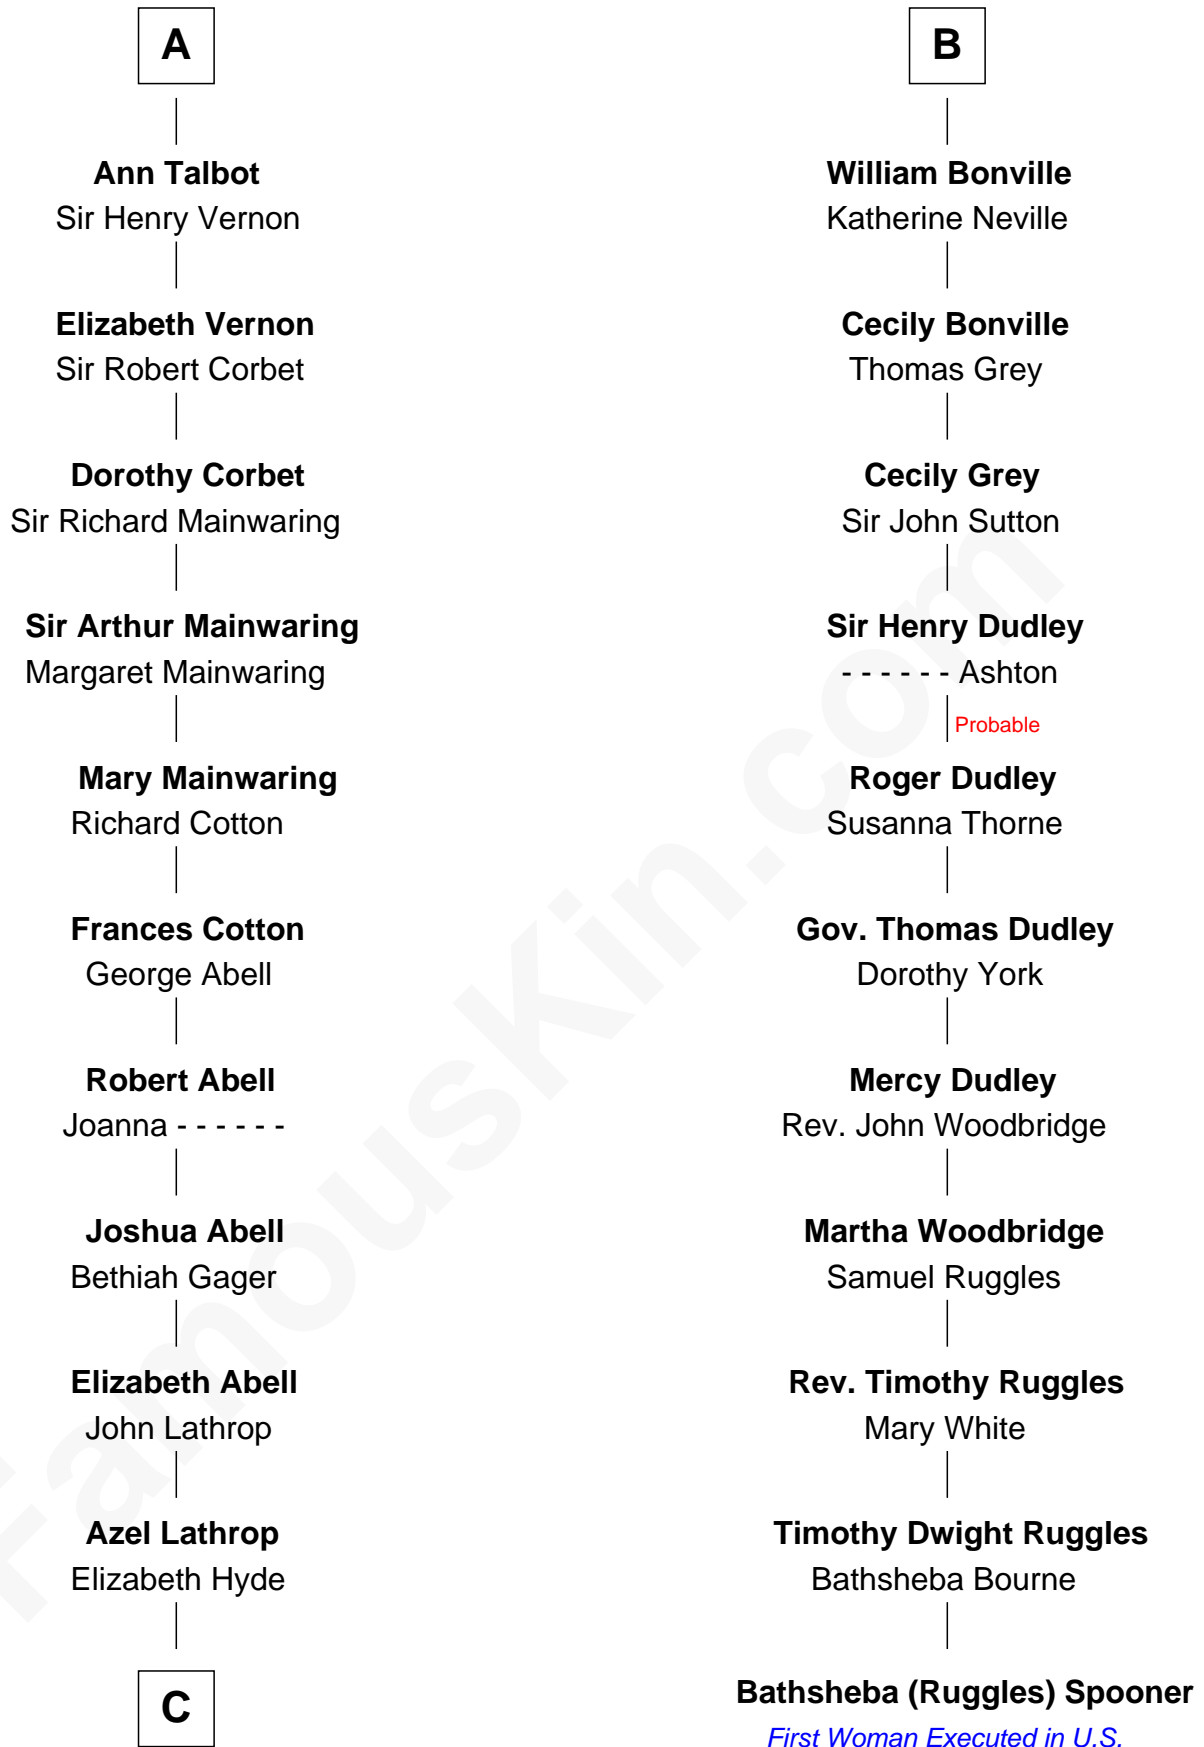 A
Ann Talbot
Sir Henry Vernon
Elizabeth Vernon
Sir Robert Corbet
Dorothy Corbet
Sir Richard Mainwaring
Sir Arthur Mainwaring
Margaret Mainwaring
Mary Mainwaring
Richard Cotton
Frances Cotton
George Abell
Robert Abell
Joanna - - - - - -
Joshua Abell
Bethiah Gager
Elizabeth Abell
John Lathrop
Azel Lathrop
Elizabeth Hyde
C
B
William Bonville
Katherine Neville
Cecily Bonville
Thomas Grey
Cecily Grey
Sir John Sutton
Sir Henry Dudley
- - - - - - Ashton
Probable
Roger Dudley
Susanna Thorne
Gov. Thomas Dudley
Dorothy York
Mercy Dudley
Rev. John Woodbridge
Martha Woodbridge
Samuel Ruggles
Rev. Timothy Ruggles
Mary White
Timothy Dwight Ruggles
Bathsheba Bourne
Bathsheba (Ruggles) Spooner
First Woman Executed in U.S.
FamousKin.com